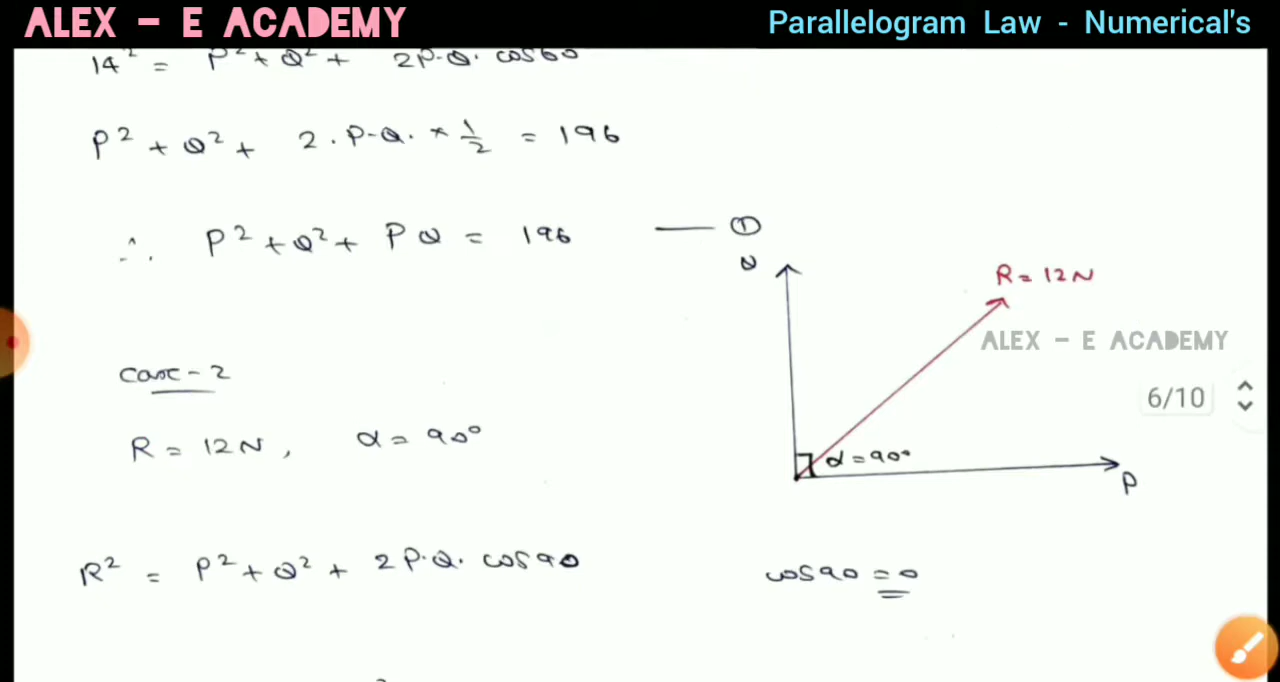 ALEX - E ACADEMY
Parallelogram Law - Numerical's
14² = P² + Q² + 2P.Q. cos60
P² + Q² + 2 . P.Q. * 1/2 = 196
∴ P² + Q² + PQ = 196 —— ①
Q
R = 12N
ALEX - E ACADEMY
Case - 2
6/10
R = 12N , α = 90°
α = 90°
P
R² = P² + Q² + 2 P.Q. cos90
cos90 = 0